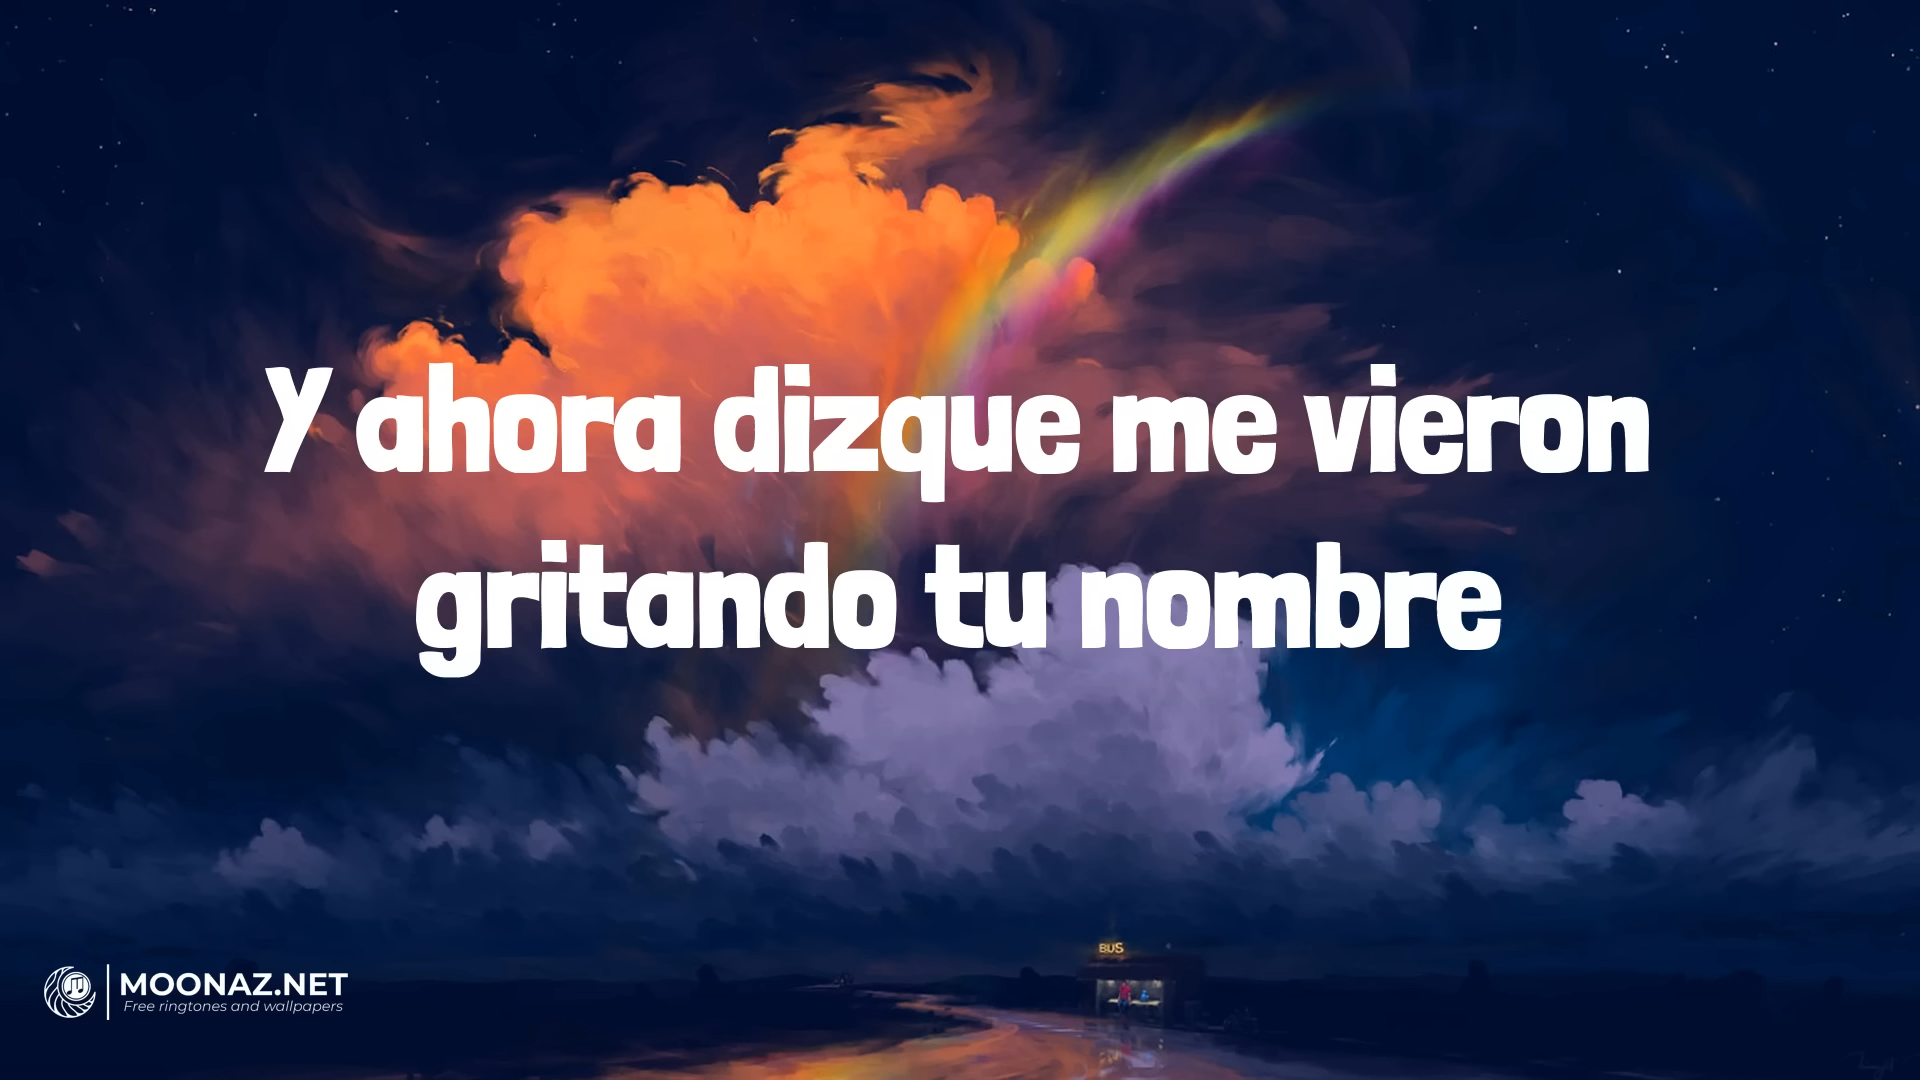 Y ahora dizque me vieron
gritando tu nombre
BUS
MOONAZ.NET
Free ringtones and wallpapers